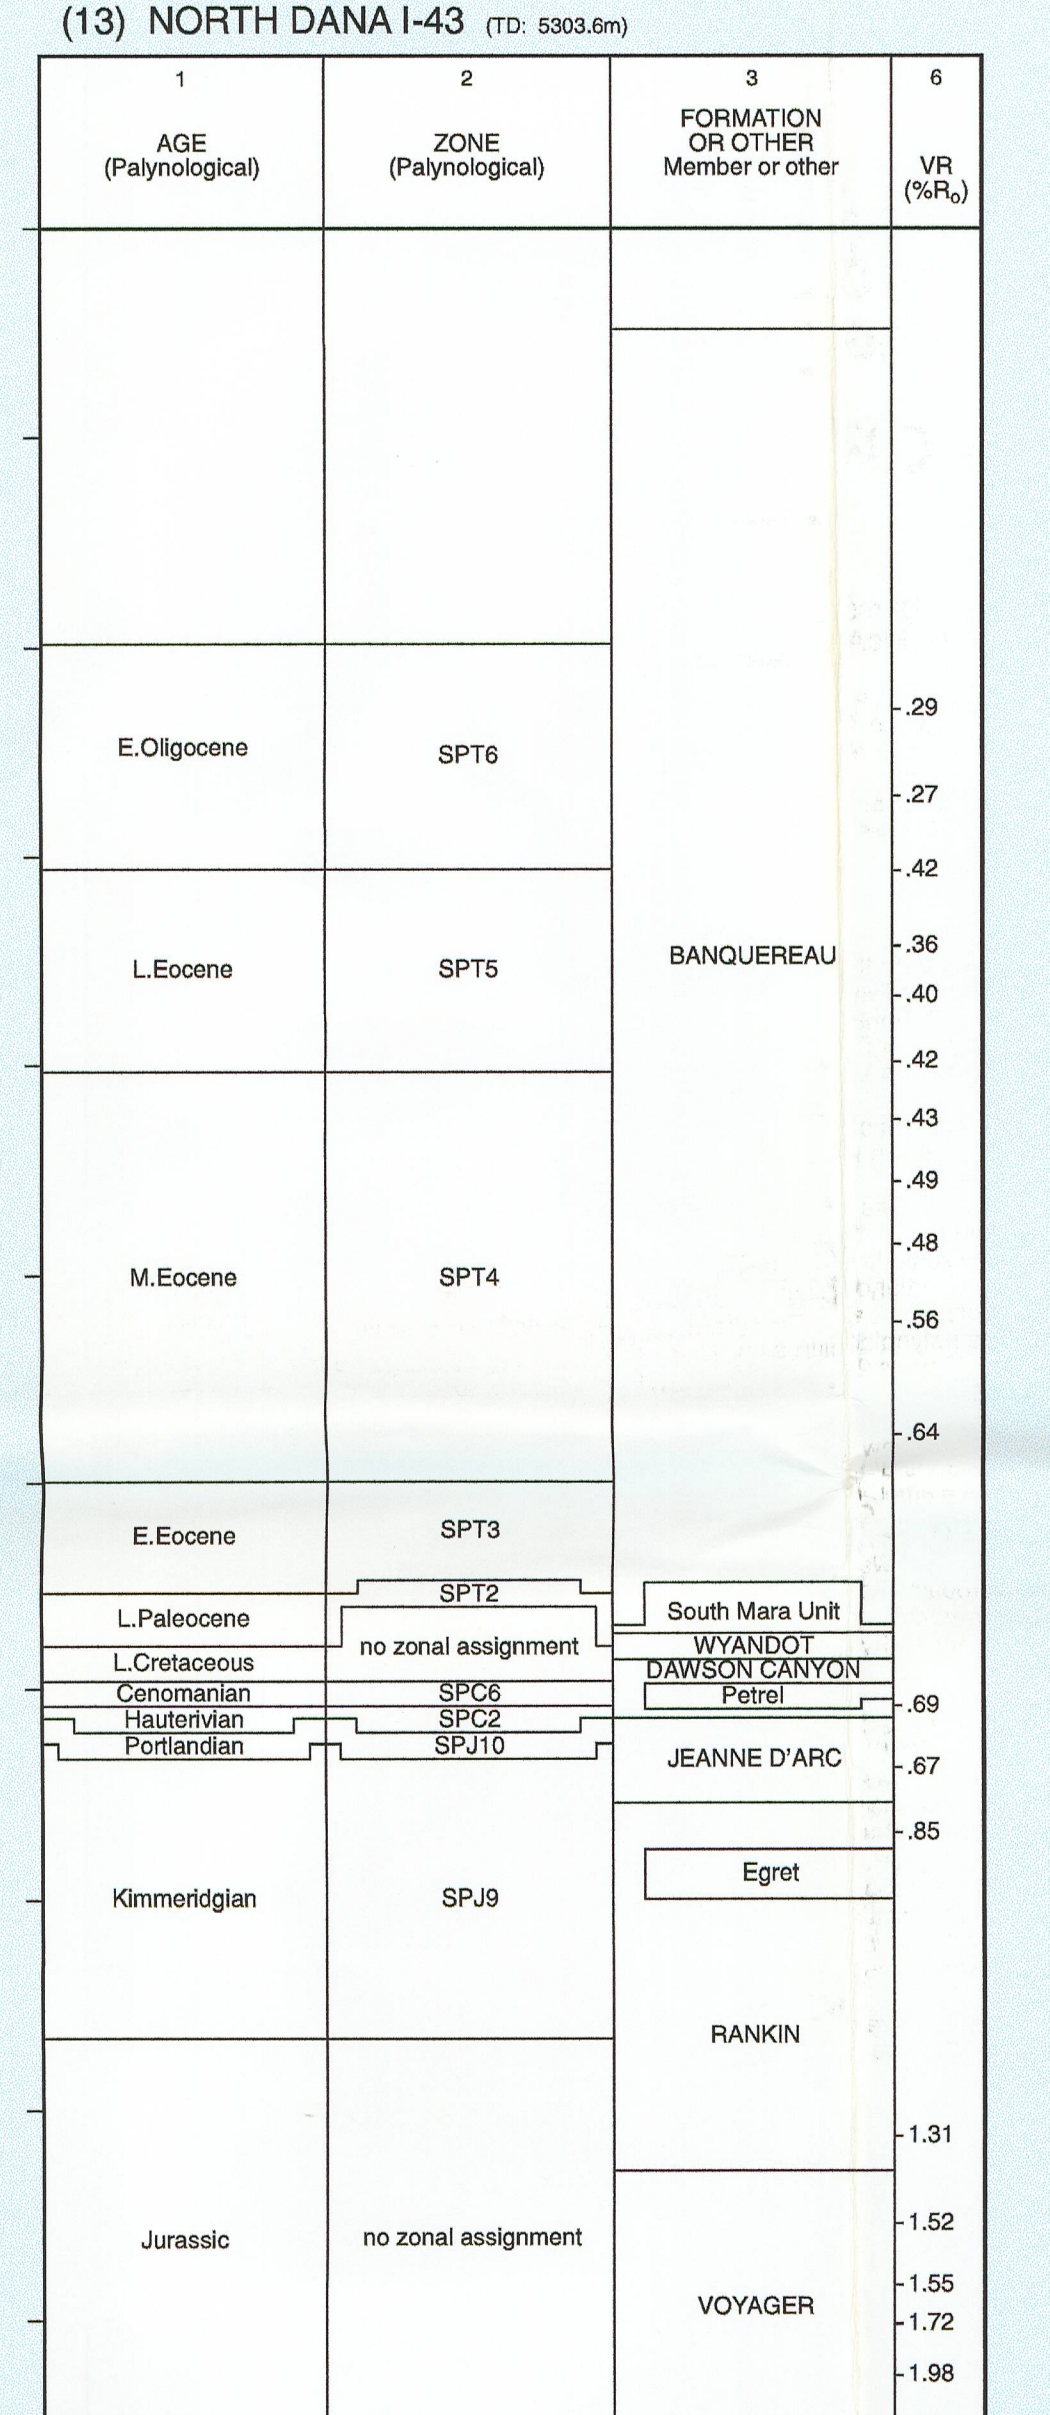 (13) NORTH DANA I-43 (TD: 5303.6m)
1
2
3
6
AGE
(Palynological)
ZONE
(Palynological)
FORMATION
OR OTHER
Member or other
VR
(%Ro)
E.Oligocene
SPT6
.29
.27
.42
L.Eocene
SPT5
BANQUEREAU
.36
.40
.42
.43
.49
.48
M.Eocene
SPT4
.56
.64
E.Eocene
SPT3
SPT2
L.Paleocene
South Mara Unit
no zonal assignment
WYANDOT
L.Cretaceous
DAWSON CANYON
Cenomanian
SPC6
Petrel
.69
Hauterivian
SPC2
Portlandian
SPJ10
JEANNE D'ARC
.67
.85
Egret
Kimmeridgian
SPJ9
RANKIN
1.31
Jurassic
no zonal assignment
1.52
1.55
VOYAGER
1.72
1.98